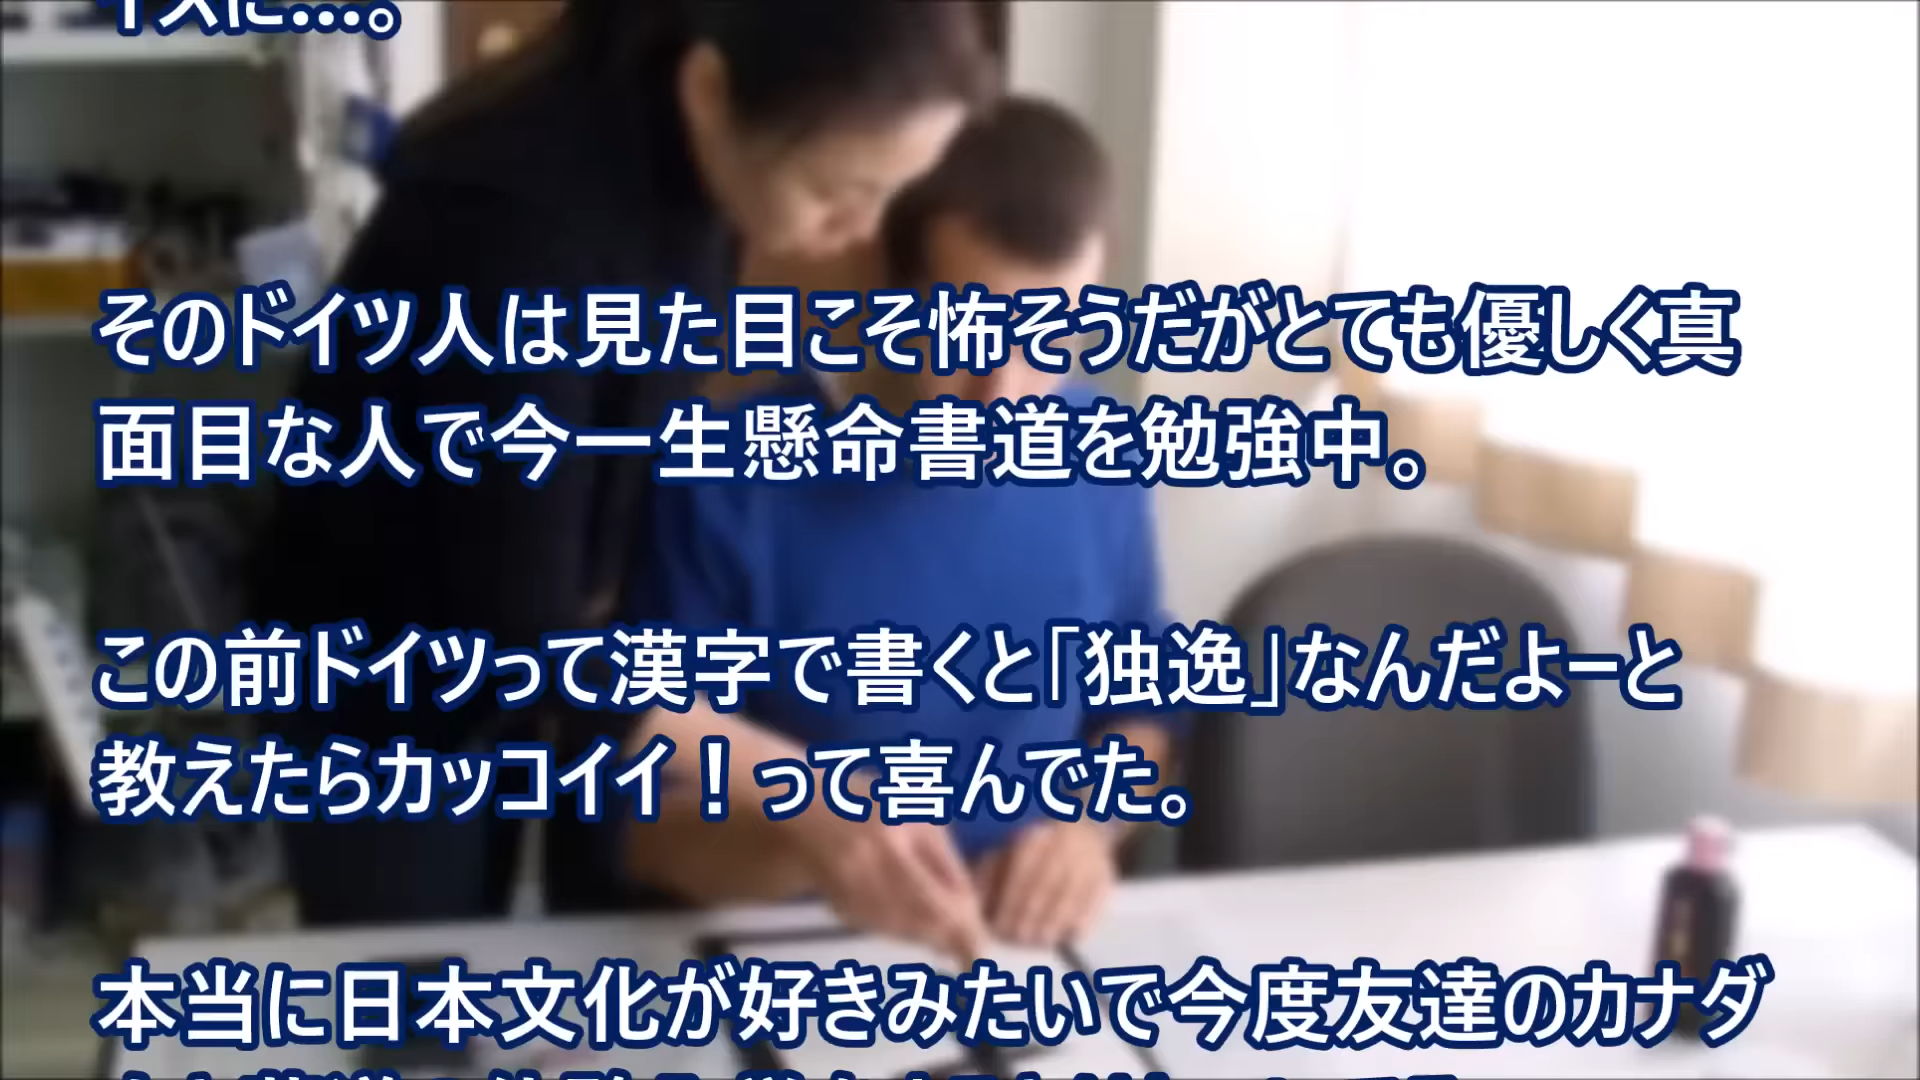 イスに…。
そのドイツ人は見た目こそ怖そうだがとても優しく真
面目な人で今一生懸命書道を勉強中。
この前ドイツって漢字で書くと「独逸」なんだよーと
教えたらカッコイイ！って喜んでた。
本当に日本文化が好きみたいで今度友達のカナダ